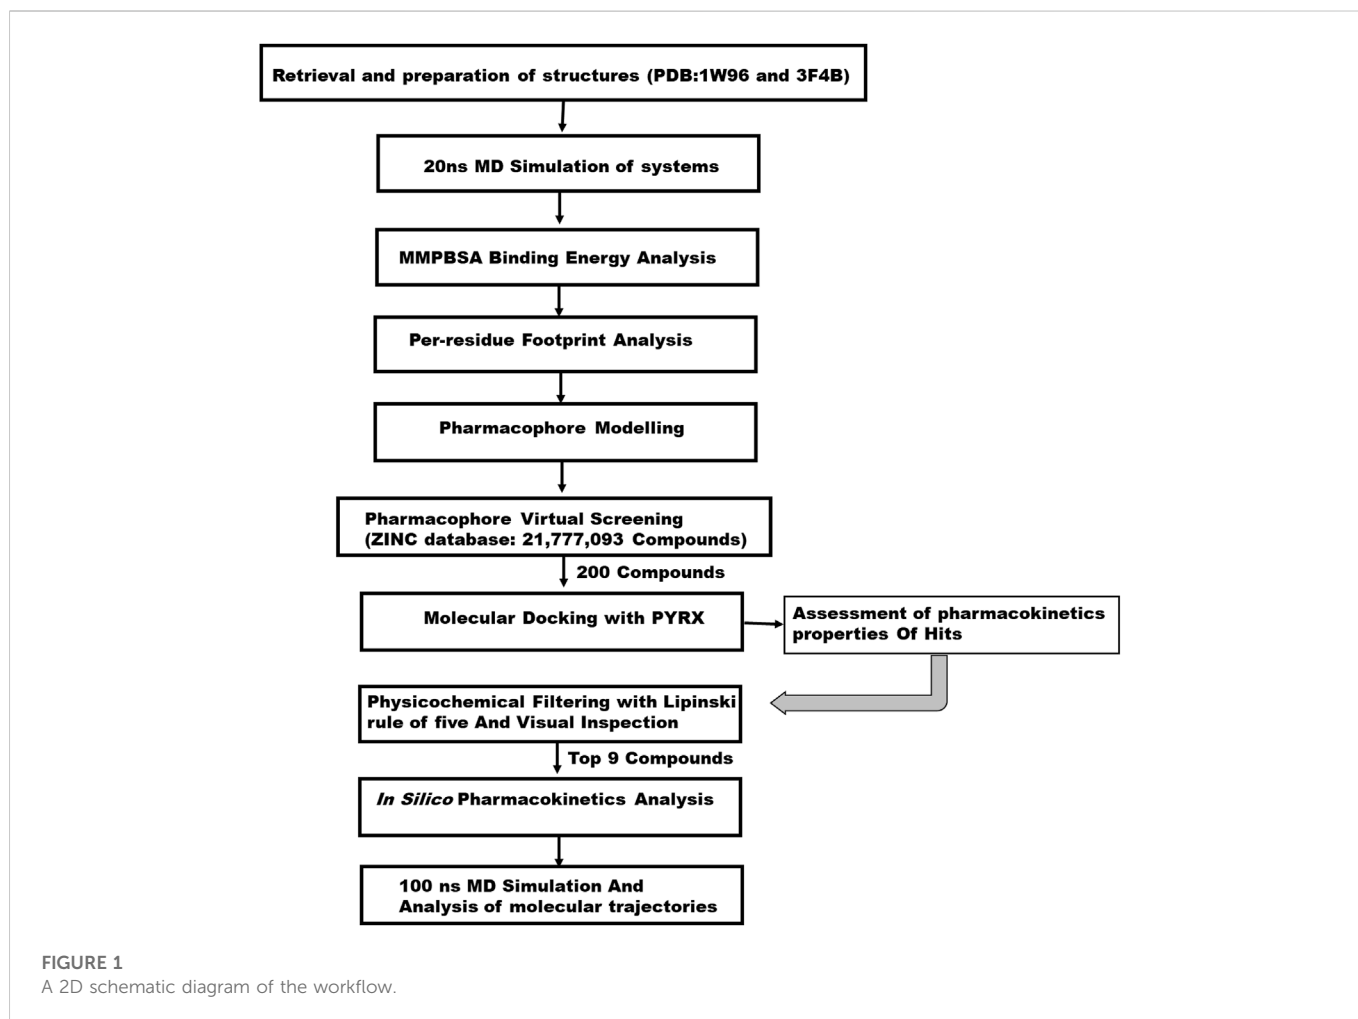 Retrieval and preparation of structures (PDB:1W96 and 3F4B)
20ns MD Simulation of systems
MMPBSA Binding Energy Analysis
Per-residue Footprint Analysis
Pharmacophore Modelling
Pharmacophore Virtual Screening
(ZINC database: 21,777,093 Compounds)
200 Compounds
Molecular Docking with PYRX
Assessment of pharmacokinetics
properties Of Hits
Physicochemical Filtering with Lipinski
rule of five And Visual Inspection
Top 9 Compounds
In Silico Pharmacokinetics Analysis
100 ns MD Simulation And
Analysis of molecular trajectories
FIGURE 1
A 2D schematic diagram of the workflow.